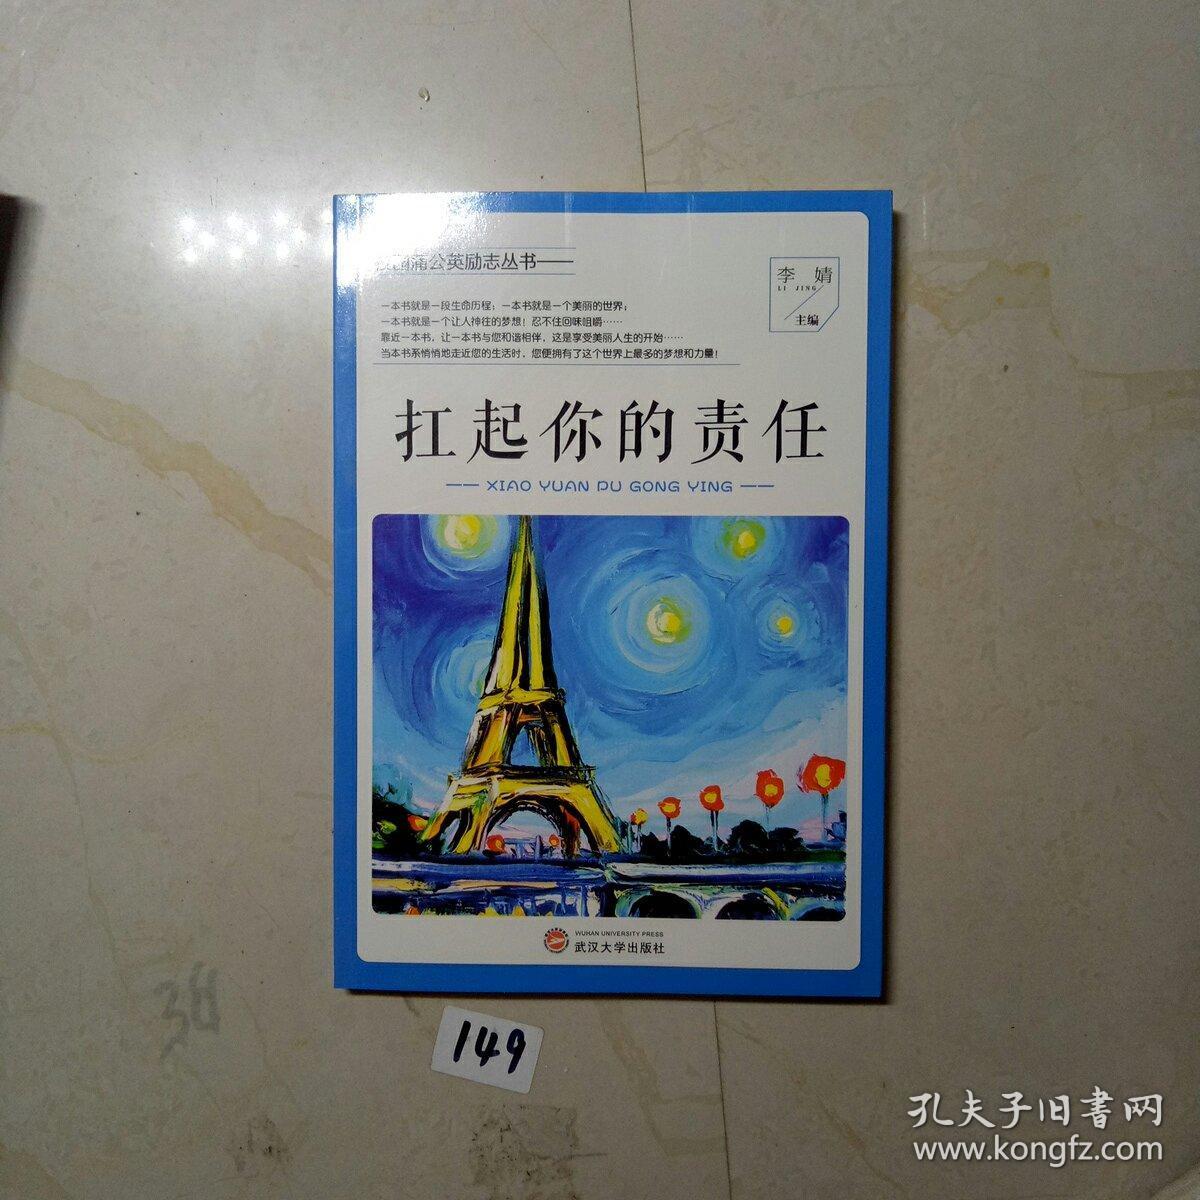 蒲公英励志丛书——
李 婧
LI JING
主编
一本书就是一段生命历程；一本书就是一个美丽的世界；
一本书就是一个让人神往的梦想！忍不住回味咀嚼……
靠近一本书，让一本书与您和谐相伴，这是享受美丽人生的开始……
当本书系悄悄地走近您的生活时，您便拥有了这个世界上最多的梦想和力量！
扛起你的责任
—— XIAO YUAN PU GONG YING ——
WUHAN UNIVERSITY PRESS
武汉大学出版社
149
孔夫子旧书网
www.kongfz.com